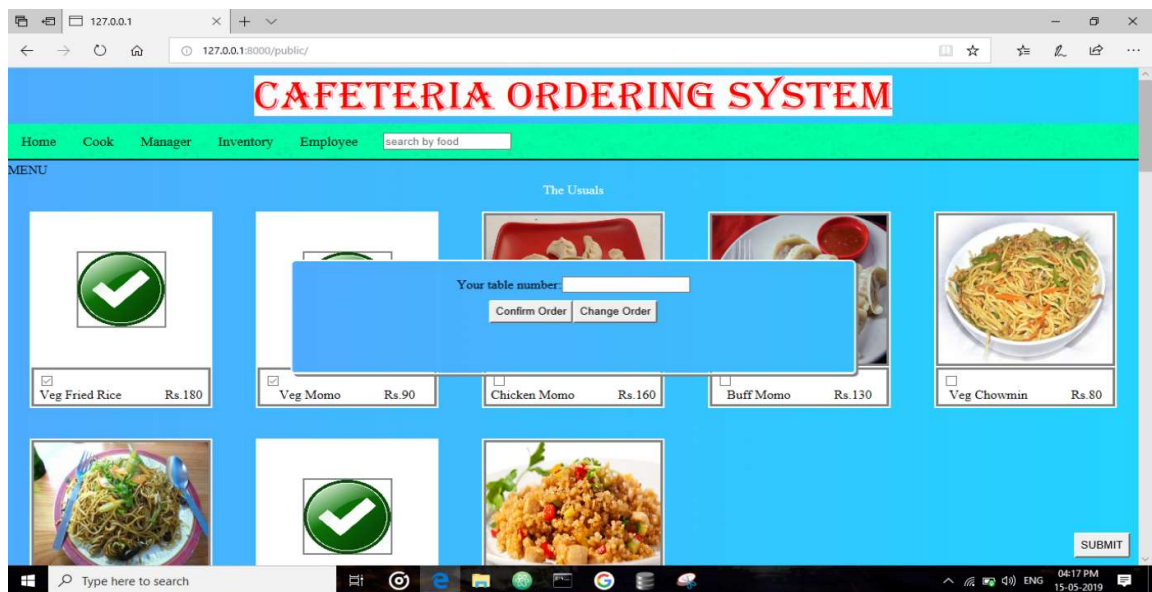 127.0.0.1
127.0.0.1:8000/public/
CAFETERIA ORDERING SYSTEM
Home Cook Manager Inventory Employee search by food
MENU
The Usuals
Your table number:
Confirm Order Change Order
Veg Fried Rice Rs.180
Veg Momo Rs.90
Chicken Momo Rs.160
Buff Momo Rs.130
Veg Chowmin Rs.80
SUBMIT
Type here to search
ENG
04:17 PM
15-05-2019